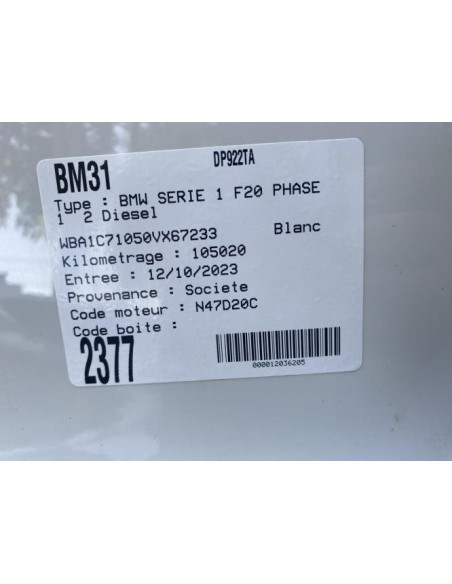 BM31 DP922TA
Type : BMW SERIE 1 F20 PHASE
1 2 Diesel
WBA1C71050VX67233 Blanc
Kilometrage : 105020
Entree : 12/10/2023
Provenance : Societe
Code moteur : N47D20C
Code boite :
2377
000012036205